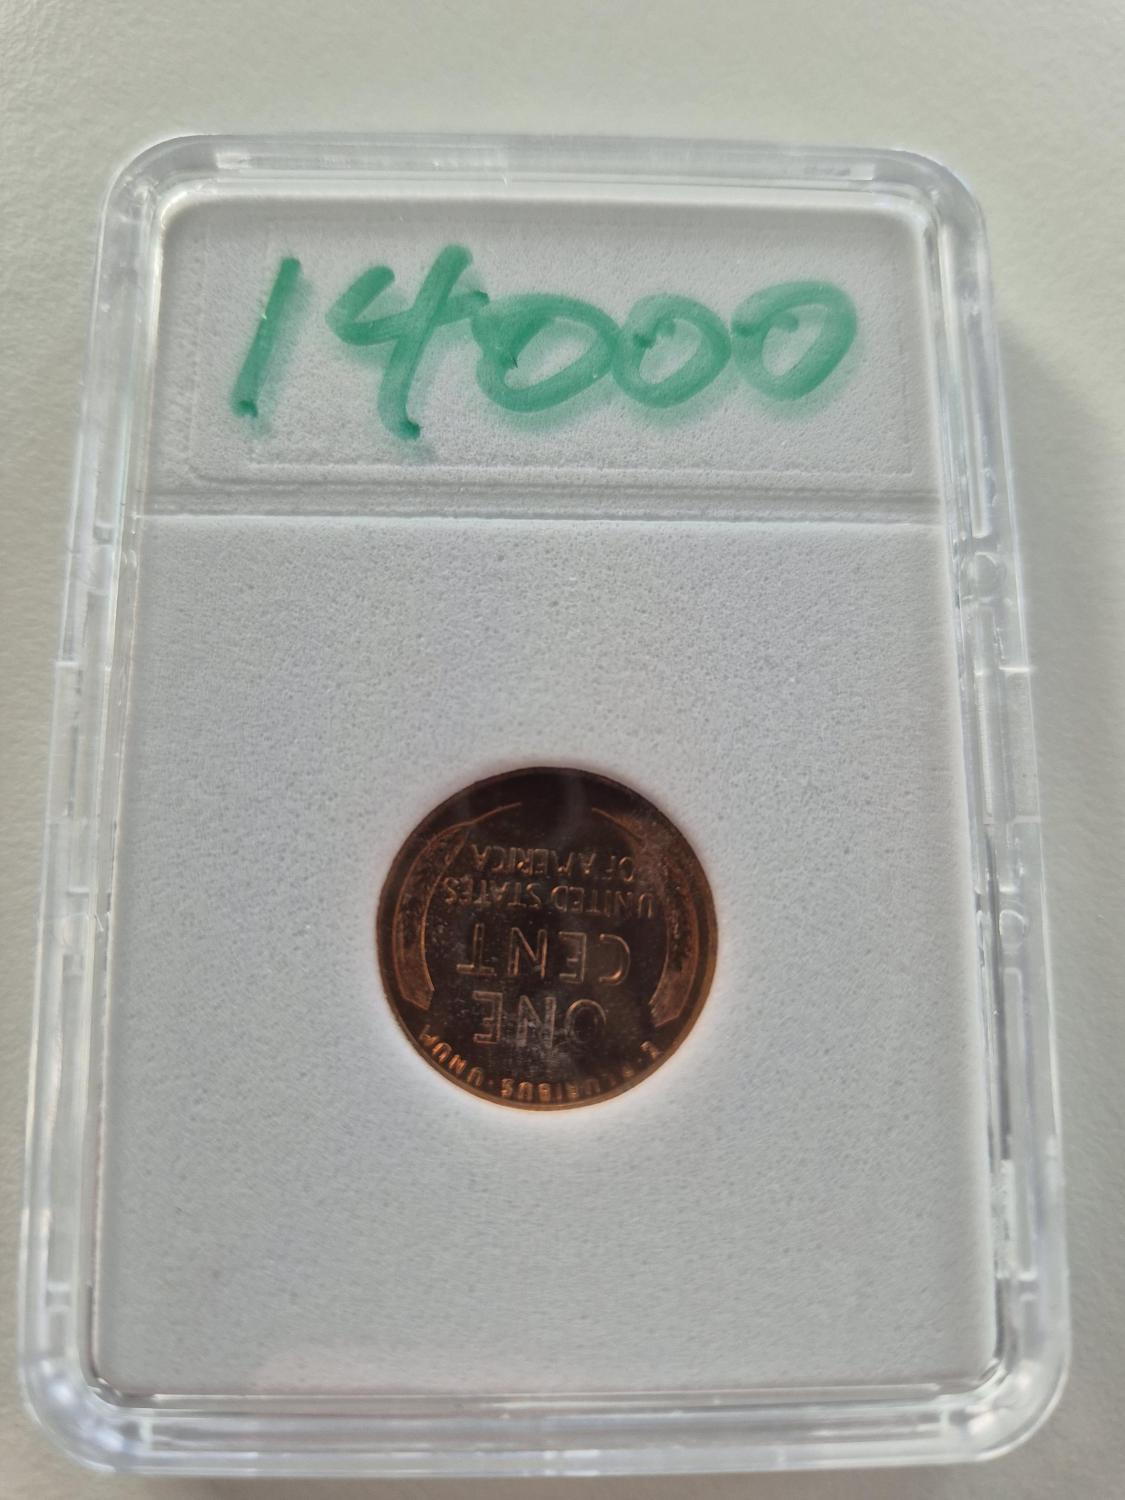 14000
E·PLURIBUS·UNUM
ONE
CENT
UNITED STATES
OF AMERICA